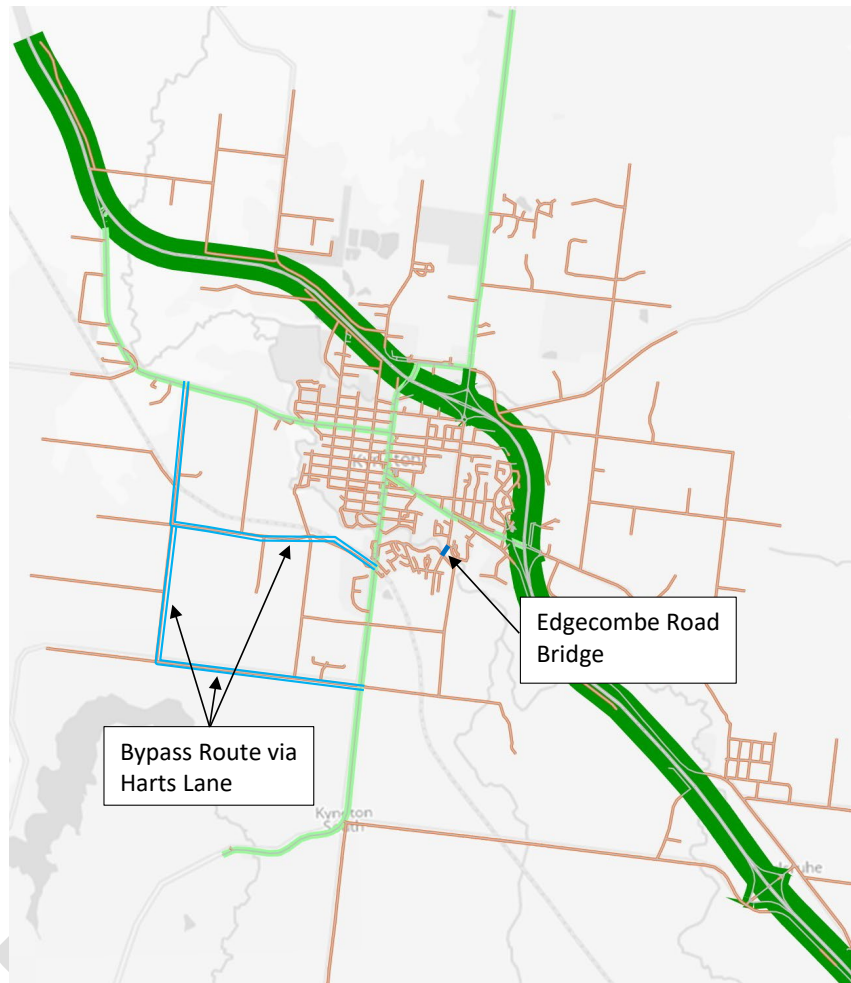 Kyneton
Edgecombe Road
Bridge
Bypass Route via
Harts Lane
Kyneton
South